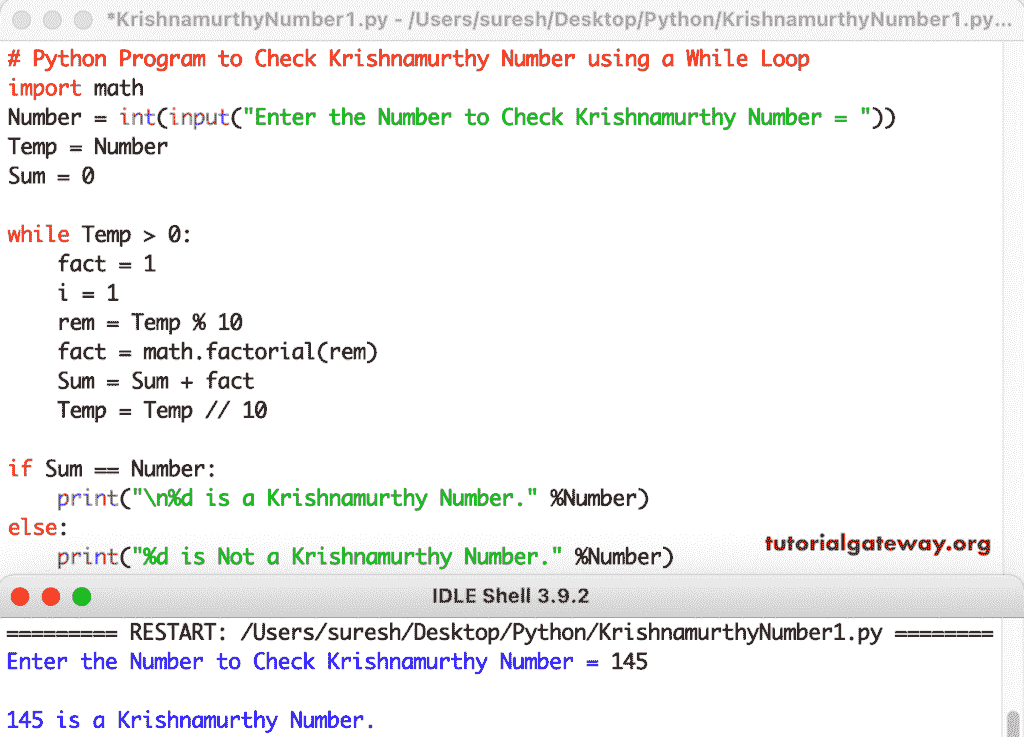 *KrishnamurthyNumber1.py - /Users/suresh/Desktop/Python/KrishnamurthyNumber1.py...
# Python Program to Check Krishnamurthy Number using a While Loop
import math
Number = int(input("Enter the Number to Check Krishnamurthy Number = "))
Temp = Number
Sum = 0
while Temp > 0:
    fact = 1
    i = 1
    rem = Temp % 10
    fact = math.factorial(rem)
    Sum = Sum + fact
    Temp = Temp // 10
if Sum == Number:
    print("\n%d is a Krishnamurthy Number." %Number)
else:
    print("%d is Not a Krishnamurthy Number." %Number)
tutorialgateway.org
IDLE Shell 3.9.2
========= RESTART: /Users/suresh/Desktop/Python/KrishnamurthyNumber1.py ========
Enter the Number to Check Krishnamurthy Number = 145
145 is a Krishnamurthy Number.